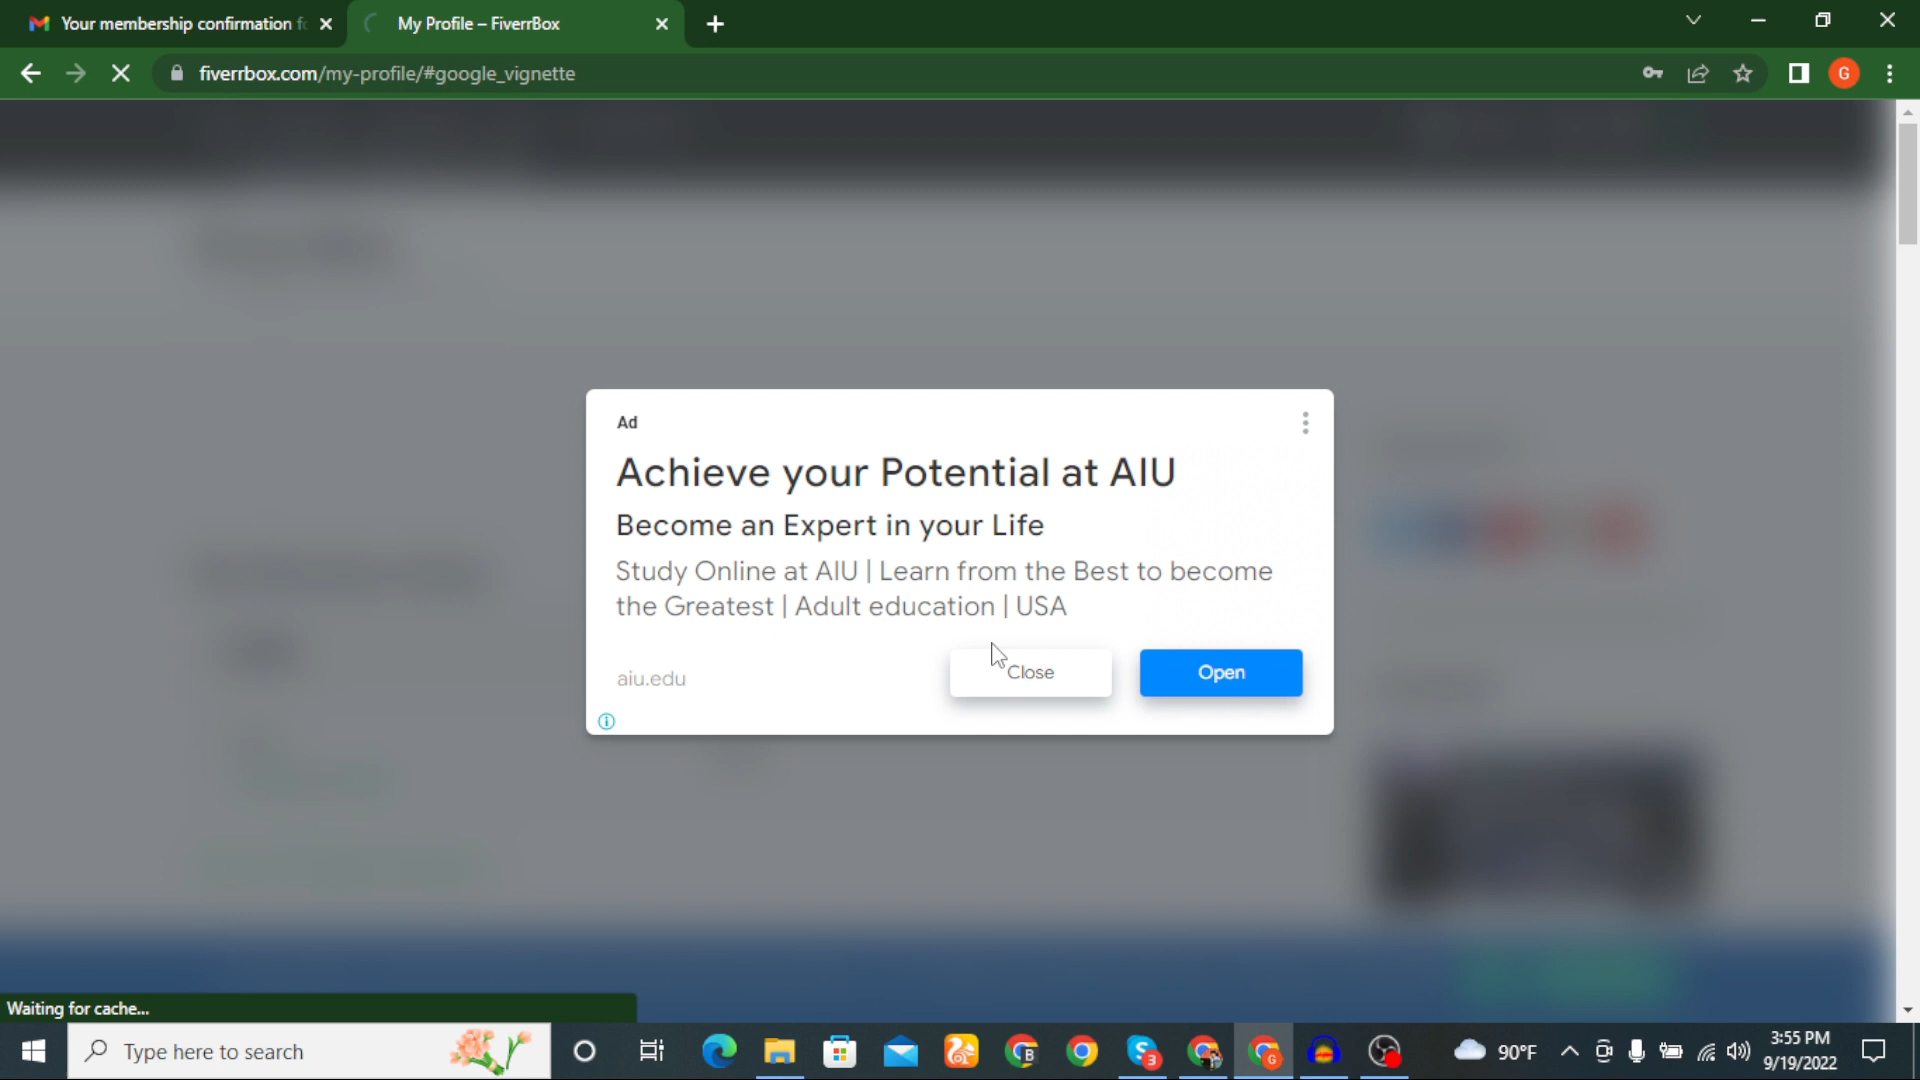 Your membership confirmation f
My Profile – FiverrBox
fiverrbox.com/my-profile/#google_vignette
G
Ad
Achieve your Potential at AIU
Become an Expert in your Life
Study Online at AIU | Learn from the Best to become
the Greatest | Adult education | USA
aiu.edu
Close
Open
Waiting for cache...
Type here to search
B
3
G
90°F
3:55 PM
9/19/2022